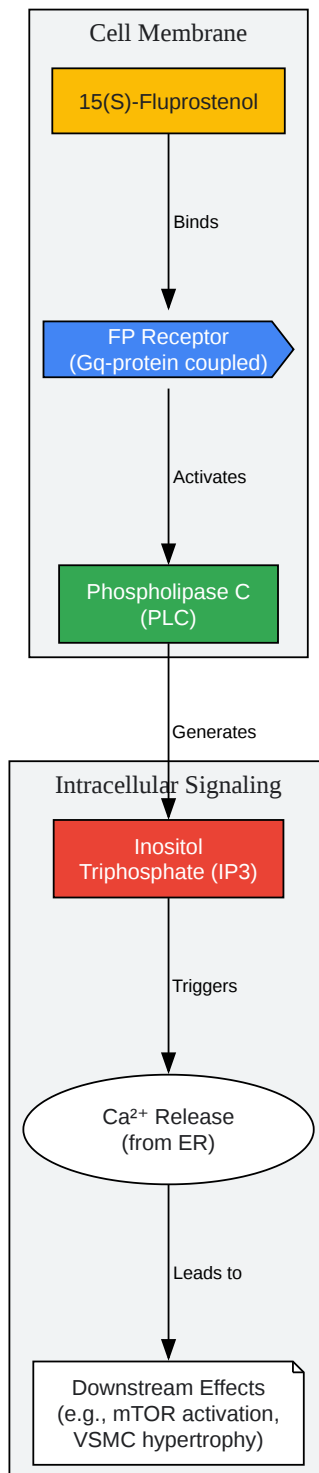 Cell Membrane
15(S)-Fluprostenol
Binds
FP Receptor
(Gq-protein coupled)
Activates
Phospholipase C
(PLC)
Generates
Intracellular Signaling
Inositol
Triphosphate (IP3)
Triggers
Ca²⁺ Release
(from ER)
Leads to
Downstream Effects
(e.g., mTOR activation,
VSMC hypertrophy)